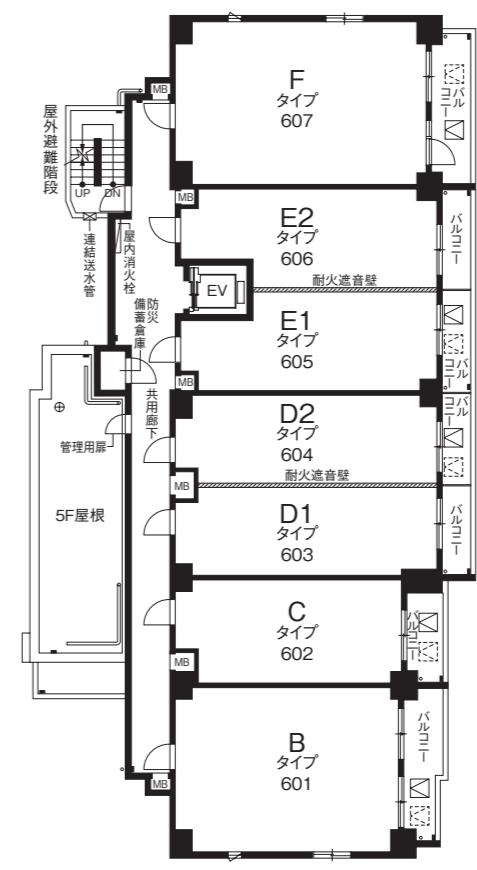 MB
F
タイプ
607
バル
コニー
屋外避難階段
UP
DN
MB
連結送水管
屋内消火栓
E2
タイプ
606
バルコニー
EV
耐火遮音壁
防災
備蓄倉庫
E1
タイプ
605
バル
コニー
MB
共用廊下
D2
タイプ
604
バル
コニー
管理用扉
耐火遮音壁
MB
5F屋根
D1
タイプ
603
バルコニー
C
タイプ
602
バルコニー
MB
B
タイプ
601
バルコニー
MB